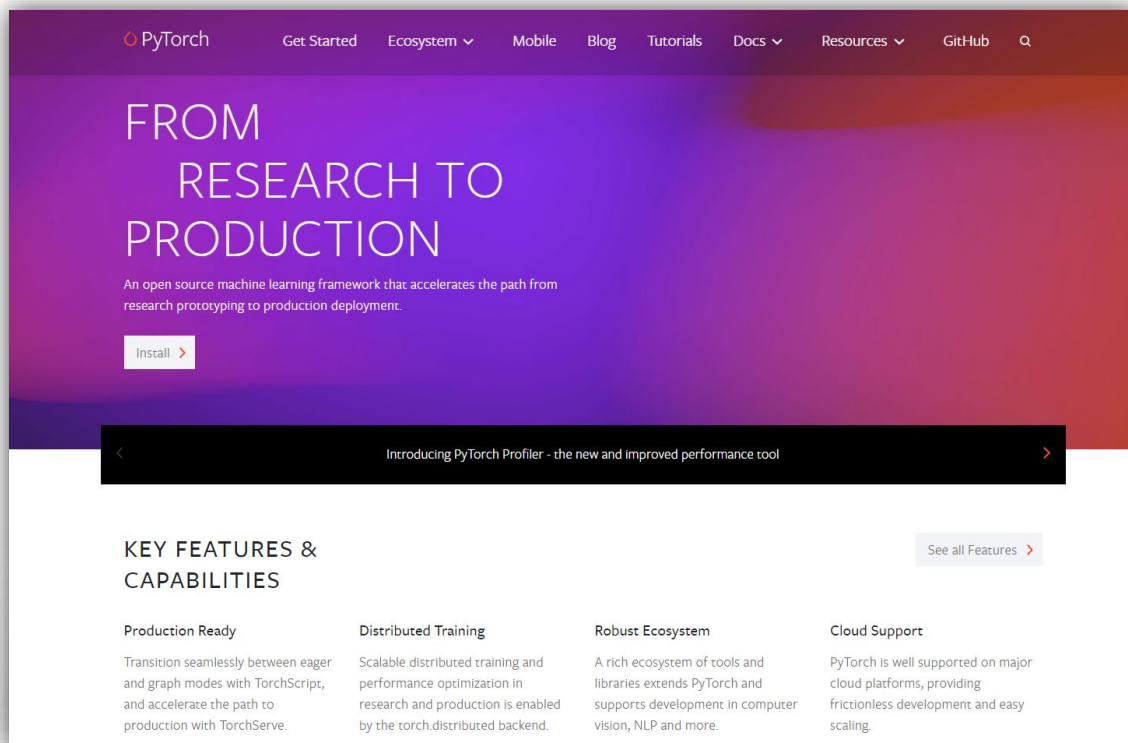 PyTorch Get Started Ecosystem Mobile Blog Tutorials Docs Resources GitHub
FROM
RESEARCH TO
PRODUCTION
An open source machine learning framework that accelerates the path from
research prototyping to production deployment.
Install
Introducing PyTorch Profiler - the new and improved performance tool
KEY FEATURES &
CAPABILITIES
See all Features
Production Ready
Transition seamlessly between eager
and graph modes with TorchScript,
and accelerate the path to
production with TorchServe.
Distributed Training
Scalable distributed training and
performance optimization in
research and production is enabled
by the torch.distributed backend.
Robust Ecosystem
A rich ecosystem of tools and
libraries extends PyTorch and
supports development in computer
vision, NLP and more.
Cloud Support
PyTorch is well supported on major
cloud platforms, providing
frictionless development and easy
scaling.